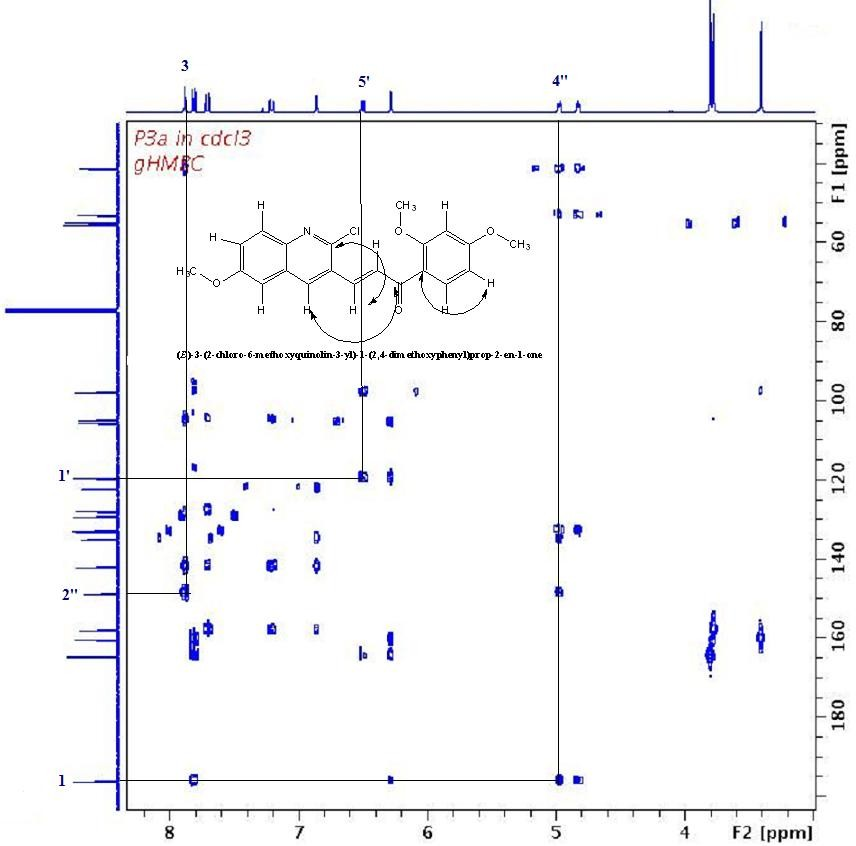 3
5'
4''
P3a in cdcl3
gHMBC
F1 [ppm]
60
80
100
120
140
160
180
1'
2''
1
H
H
N
Cl
H
CH3
O
H
O
CH3
H3C
O
H
H
H
O
H
H
(E)-3-(2-chloro-6-methoxyquinolin-3-yl)-1-(2,4-dimethoxyphenyl)prop-2-en-1-one
8
7
6
5
4
F2 [ppm]